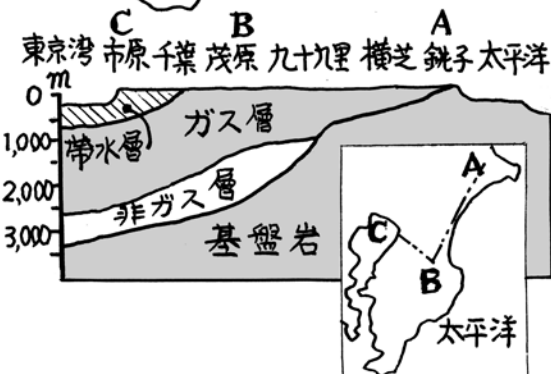 C B A
東京湾 市原 千葉 茂原 九十九里 横芝 銚子 太平洋
m
0
1,000
2,000
3,000
ガス層
帯水層
非ガス層
基盤岩
A
C
B
太平洋